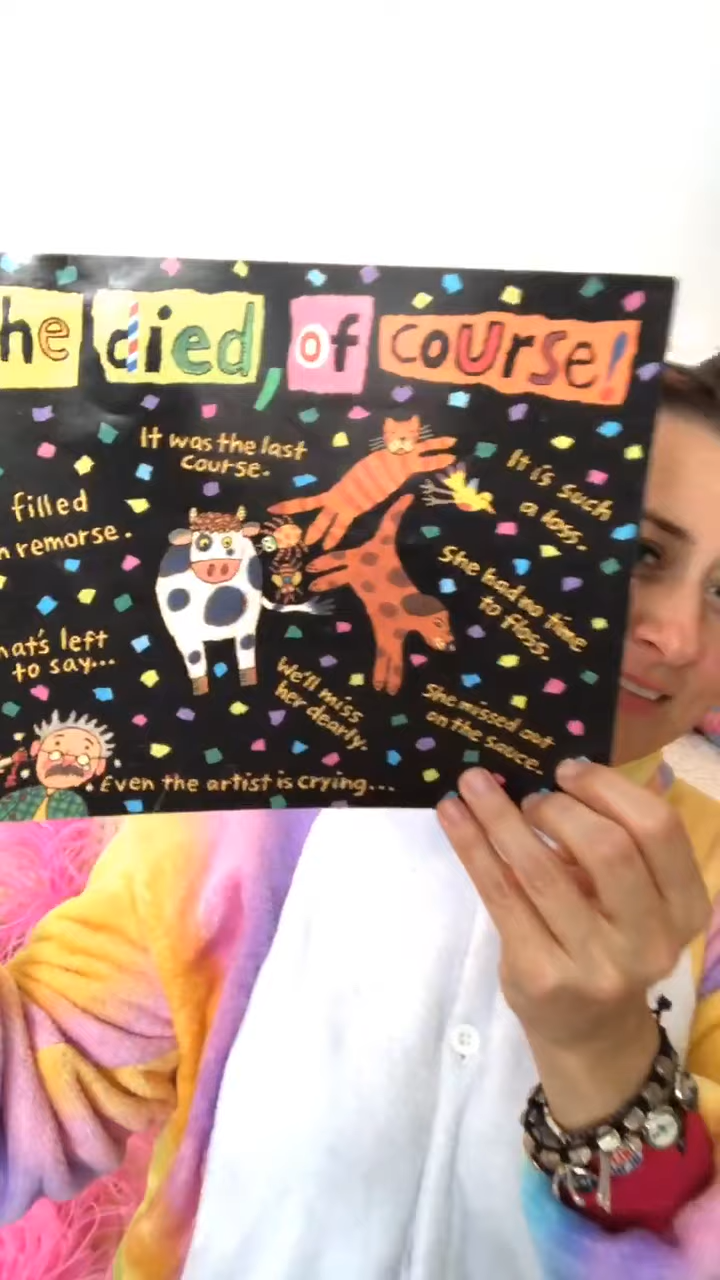 he died, of course!
It was the last
course.
filled
n remorse.
hat's left
to say...
It is such
a loss.
She had no time
to floss.
We'll miss
her dearly.
She missed out
on the sauce.
Even the artist is crying...